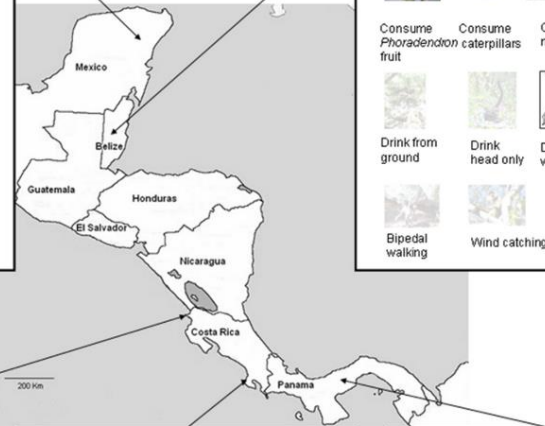 Mexico
Belize
Guatemala
Honduras
El Salvador
Nicaragua
Costa Rica
Panama
200 Km
Consume
Phoradendron
fruit
Consume
caterpillars
Drink from
ground
Drink
head only
Bipedal
walking
Wind catching